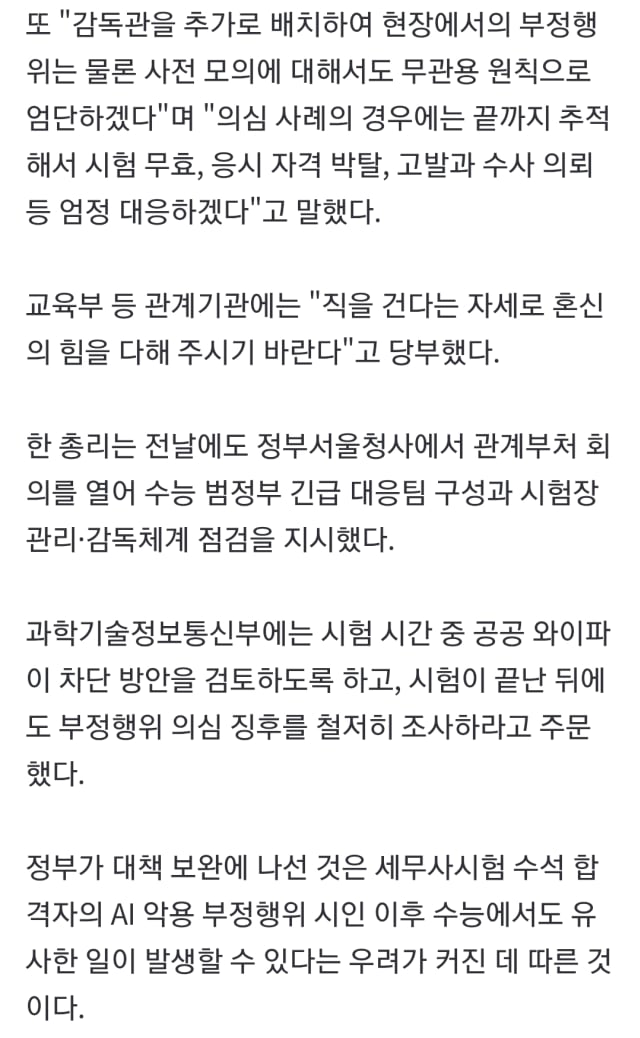 또 "감독관을 추가로 배치하여 현장에서의 부정행
위는 물론 사전 모의에 대해서도 무관용 원칙으로
엄단하겠다"며 "의심 사례의 경우에는 끝까지 추적
해서 시험 무효, 응시 자격 박탈, 고발과 수사 의뢰
등 엄정 대응하겠다"고 말했다.
교육부 등 관계기관에는 "직을 건다는 자세로 혼신
의 힘을 다해 주시기 바란다"고 당부했다.
한 총리는 전날에도 정부서울청사에서 관계부처 회
의를 열어 수능 범정부 긴급 대응팀 구성과 시험장
관리·감독체계 점검을 지시했다.
과학기술정보통신부에는 시험 시간 중 공공 와이파
이 차단 방안을 검토하도록 하고, 시험이 끝난 뒤에
도 부정행위 의심 징후를 철저히 조사하라고 주문
했다.
정부가 대책 보완에 나선 것은 세무사시험 수석 합
격자의 AI 악용 부정행위 시인 이후 수능에서도 유
사한 일이 발생할 수 있다는 우려가 커진 데 따른 것
이다.